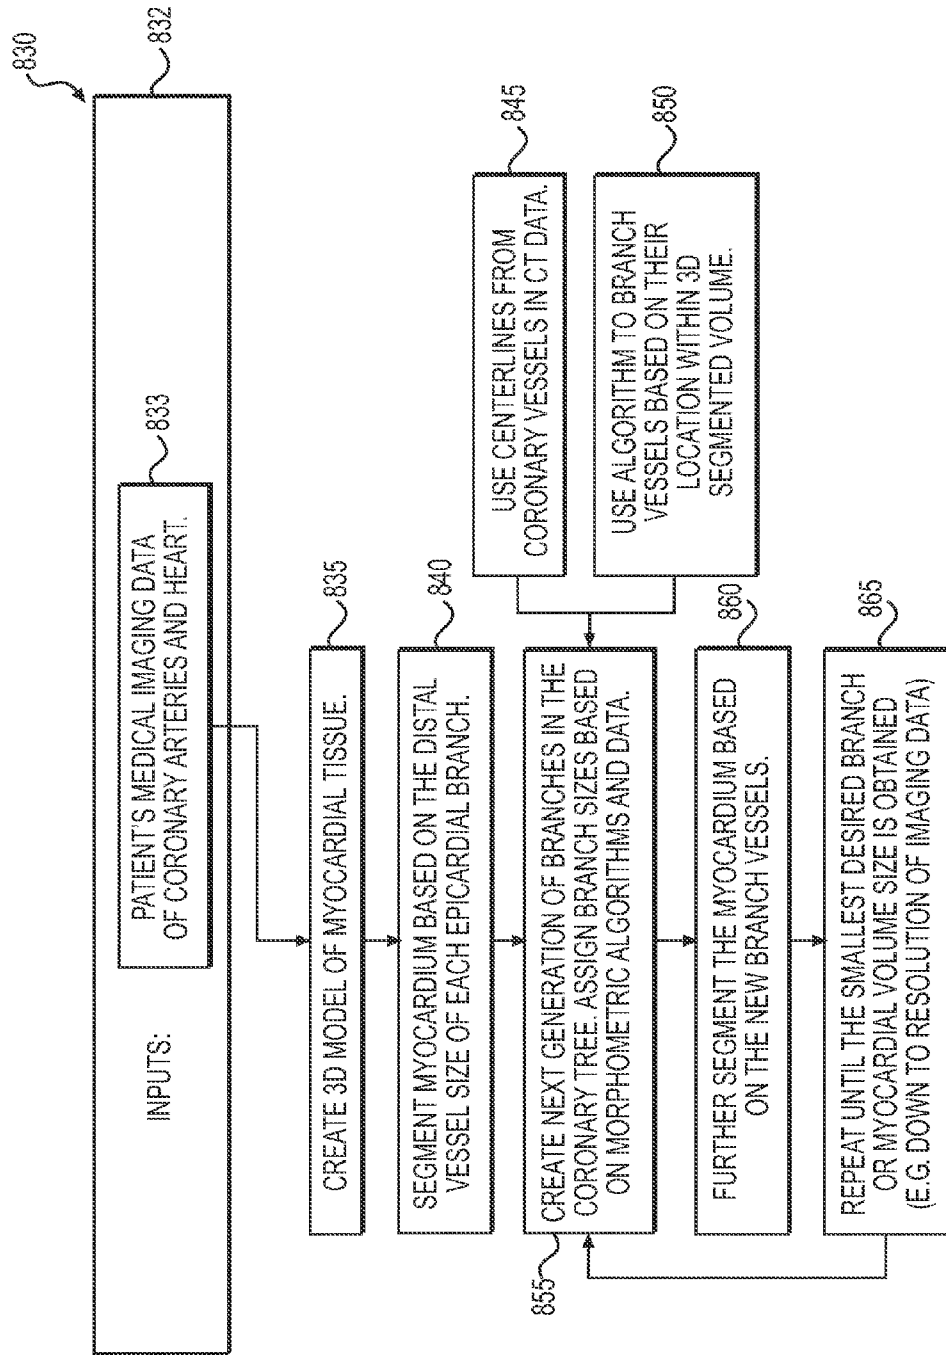 830
832
INPUTS:
833
PATIENT'S MEDICAL IMAGING DATA
OF CORONARY ARTERIES AND HEART.
835
CREATE 3D MODEL OF MYOCARDIAL TISSUE.
840
SEGMENT MYOCARDIUM BASED ON THE DISTAL
VESSEL SIZE OF EACH EPICARDIAL BRANCH.
845
USE CENTERLINES FROM
CORONARY VESSELS IN CT DATA.
850
USE ALGORITHM TO BRANCH
VESSELS BASED ON THEIR
LOCATION WITHIN 3D
SEGMENTED VOLUME.
855
CREATE NEXT GENERATION OF BRANCHES IN THE
CORONARY TREE. ASSIGN BRANCH SIZES BASED
ON MORPHOMETRIC ALGORITHMS AND DATA.
860
FURTHER SEGMENT THE MYOCARDIUM BASED
ON THE NEW BRANCH VESSELS.
865
REPEAT UNTIL THE SMALLEST DESIRED BRANCH
OR MYOCARDIAL VOLUME SIZE IS OBTAINED
(E.G. DOWN TO RESOLUTION OF IMAGING DATA)